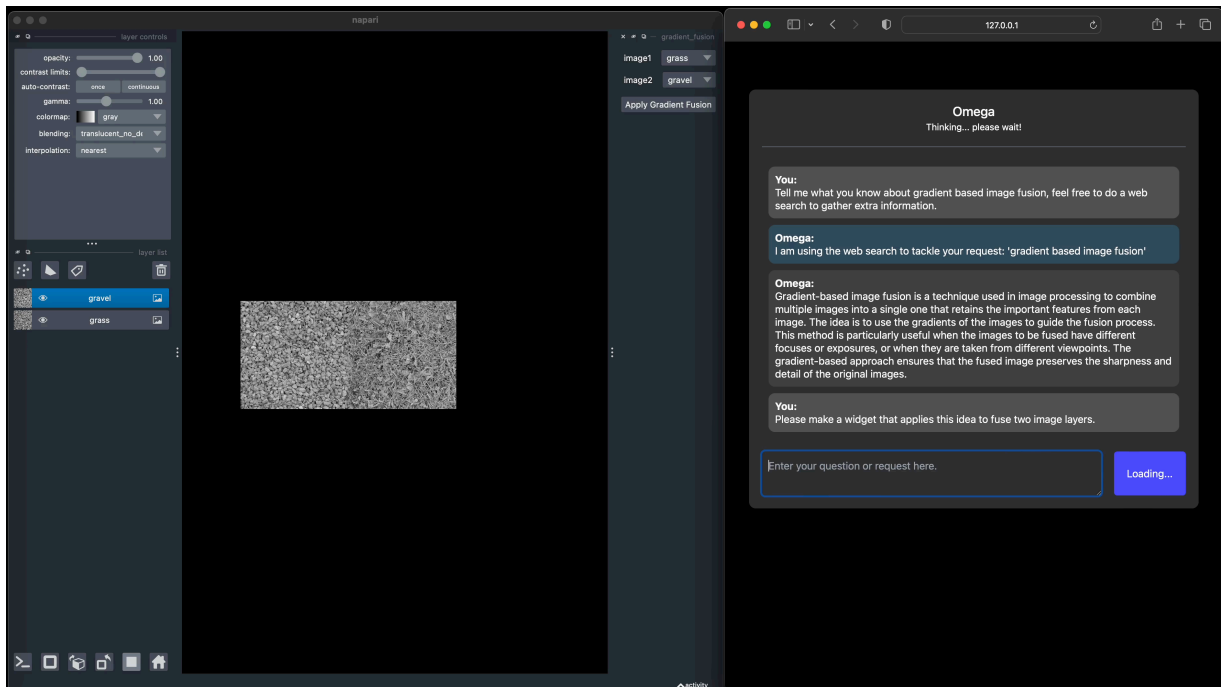 napari
layer controls
opacity: 1.00
contrast limits:
auto-contrast: once continuous
gamma: 1.00
colormap: gray
blending: translucent_no_de
interpolation: nearest
layer list
gravel
grass
gradient_fusion
image1 grass
image2 gravel
Apply Gradient Fusion
activity
127.0.0.1
Omega
Thinking... please wait!
You:
Tell me what you know about gradient based image fusion, feel free to do a web
search to gather extra information.
Omega:
I am using the web search to tackle your request: 'gradient based image fusion'
Omega:
Gradient-based image fusion is a technique used in image processing to combine
multiple images into a single one that retains the important features from each
image. The idea is to use the gradients of the images to guide the fusion process.
This method is particularly useful when the images to be fused have different
focuses or exposures, or when they are taken from different viewpoints. The
gradient-based approach ensures that the fused image preserves the sharpness and
detail of the original images.
You:
Please make a widget that applies this idea to fuse two image layers.
Enter your question or request here.
Loading...